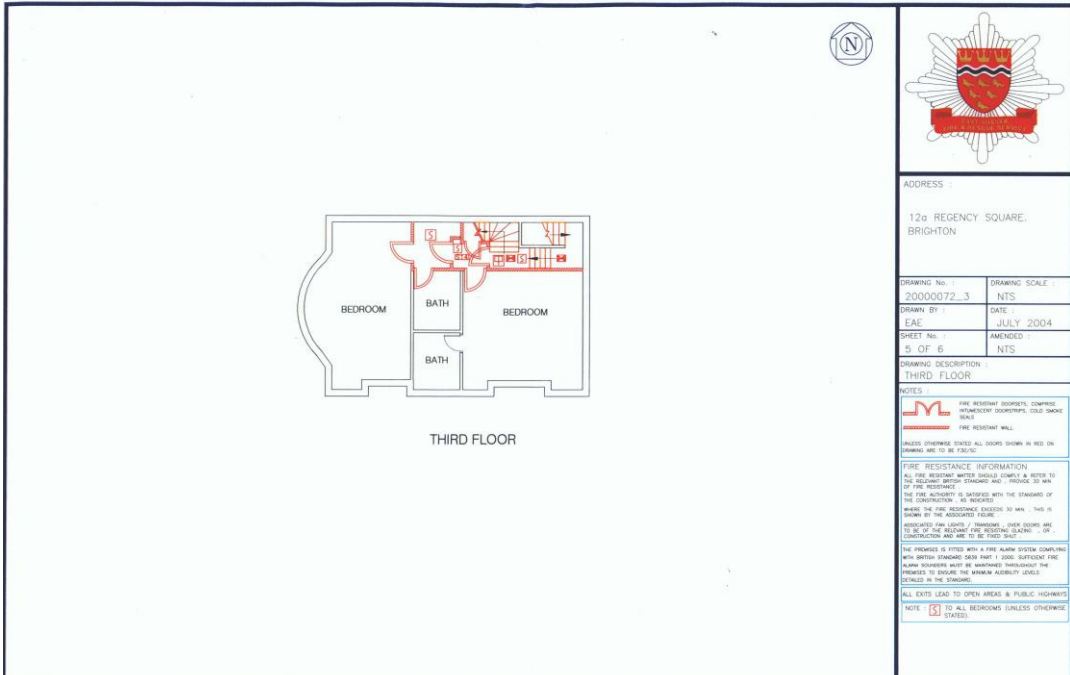 N
EAST SUSSEX
FIRE & RESCUE SERVICE
ADDRESS :
12a REGENCY SQUARE,
BRIGHTON
DRAWING No. :
20000072_3
DRAWING SCALE :
NTS
DRAWN BY :
EAE
DATE :
JULY 2004
SHEET No. :
5 OF 6
AMENDED :
NTS
DRAWING DESCRIPTION :
THIRD FLOOR
NOTES :
FIRE RESISTANT DOORSETS, COMPRISE
INTUMESCENT DOORSTRIPS, COLD SMOKE
SEALS
FIRE RESISTANT WALL
UNLESS OTHERWISE STATED ALL DOORS SHOWN IN RED ON
DRAWING ARE TO BE F30/SC
FIRE RESISTANCE INFORMATION
ALL FIRE RESISTANT MATTER SHOULD COMPLY & REFER TO
THE RELEVANT BRITISH STANDARD AND , PROVIDE 30 MIN
OF FIRE RESISTANCE
THE FIRE AUTHORITY IS SATISFIED WITH THE STANDARD OF
THE CONSTRUCTION , AS INDICATED
WHERE THE FIRE RESISTANCE EXCEEDS 30 MIN , THIS IS
SHOWN BY THE ASSOCIATED FIGURE
ASSOCIATED FAN LIGHTS / TRANSOMS , OVER DOORS ARE
TO BE OF THE RELEVANT FIRE RESISTING GLAZING , OR ,
CONSTRUCTION AND ARE TO BE FIXED SHUT
THE PREMISES IS FITTED WITH A FIRE ALARM SYSTEM COMPLYING
WITH BRITISH STANDARD 5839 PART 1 2000. SUFFICIENT FIRE
ALARM SOUNDERS MUST BE MAINTAINED THROUGHOUT THE
PREMISES TO ENSURE THE MINIMUM AUDIBILITY LEVELS
DETAILED IN THE STANDARD.
ALL EXITS LEAD TO OPEN AREAS & PUBLIC HIGHWAYS
NOTE : S TO ALL BEDROOMS (UNLESS OTHERWISE
STATED).
S
S
S
BEDROOM
BATH
BEDROOM
BATH
THIRD FLOOR